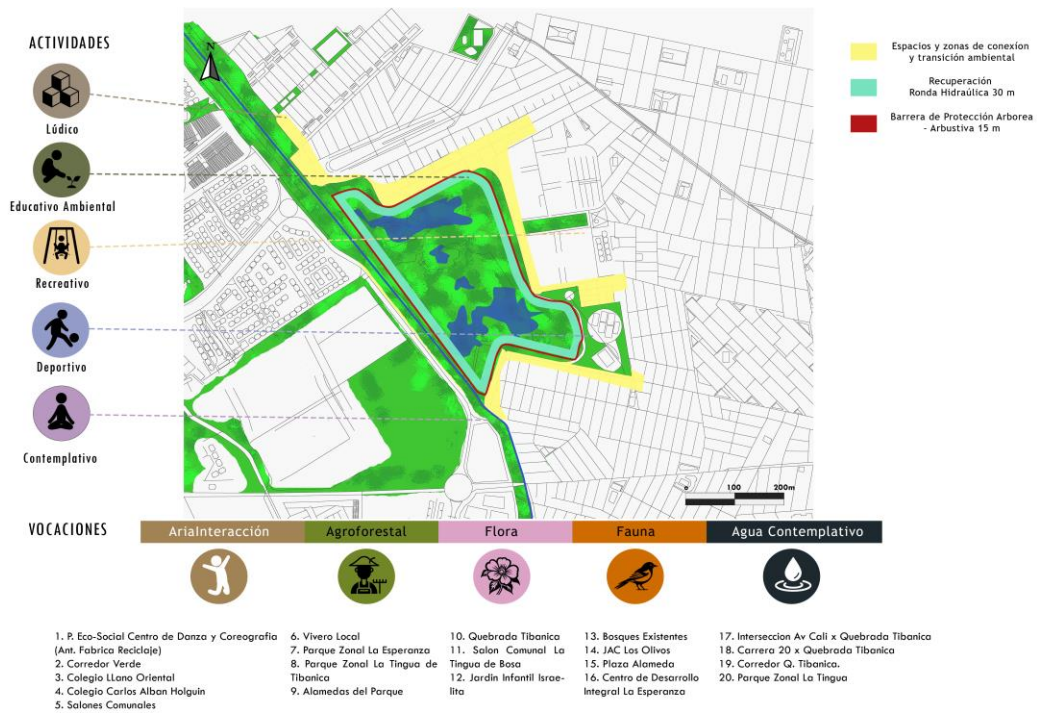 ACTIVIDADES
Lúdico
Educativo Ambiental
Recreativo
Deportivo
Contemplativo
N
Espacios y zonas de conexíon
y transición ambiental
Recuperación
Ronda Hidraúlica 30 m
Barrera de Protección Arborea
- Arbustiva 15 m
0 100 200m
VOCACIONES
AriaInteracción
Agroforestal
Flora
Fauna
Agua Contemplativo
1. P. Eco-Social Centro de Danza y Coreografia
(Ant. Fabrica Reciclaje)
2. Corredor Verde
3. Colegio LLano Oriental
4. Colegio Carlos Alban Holguin
5. Salones Comunales
6. Vivero Local
7. Parque Zonal La Esperanza
8. Parque Zonal La Tingua de
Tibanica
9. Alamedas del Parque
10. Quebrada Tibanica
11. Salon Comunal La
Tingua de Bosa
12. Jardin Infantil Israe-
lita
13. Bosques Existentes
14. JAC Los Olivos
15. Plaza Alameda
16. Centro de Desarrollo
Integral La Esperanza
17. Interseccion Av Cali x Quebrada Tibanica
18. Carrera 20 x Quebrada Tibanica
19. Corredor Q. Tibanica.
20. Parque Zonal La Tingua